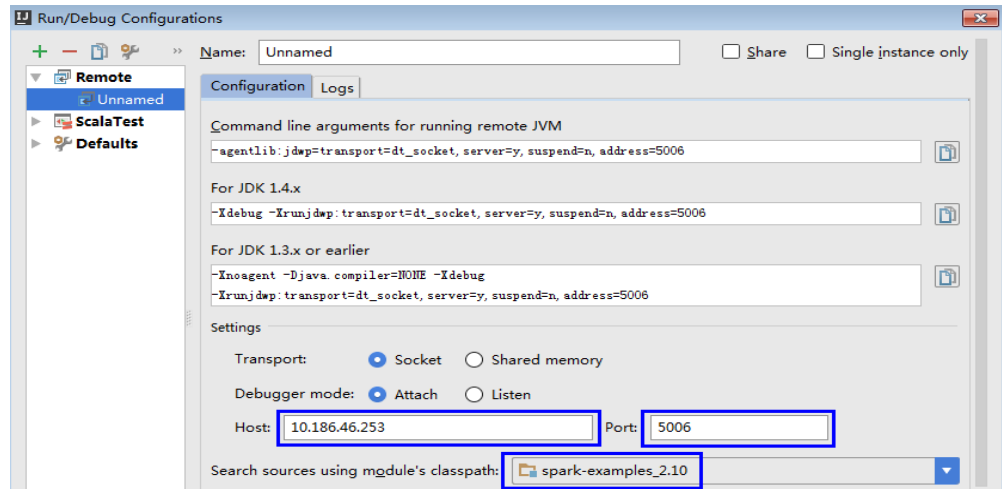 Run/Debug Configurations
Name: Unnamed Share Single instance only
Remote
Unnamed
ScalaTest
Defaults
Configuration Logs
Command line arguments for running remote JVM
-agentlib:jdwp=transport=dt_socket, server=y, suspend=n, address=5006
For JDK 1.4.x
-Xdebug -Xrunjdwp:transport=dt_socket, server=y, suspend=n, address=5006
For JDK 1.3.x or earlier
-Xnoagent -Djava.compiler=NONE -Xdebug
-Xrunjdwp:transport=dt_socket, server=y, suspend=n, address=5006
Settings
Transport: Socket Shared memory
Debugger mode: Attach Listen
Host: 10.186.46.253 Port: 5006
Search sources using module's classpath: spark-examples_2.10